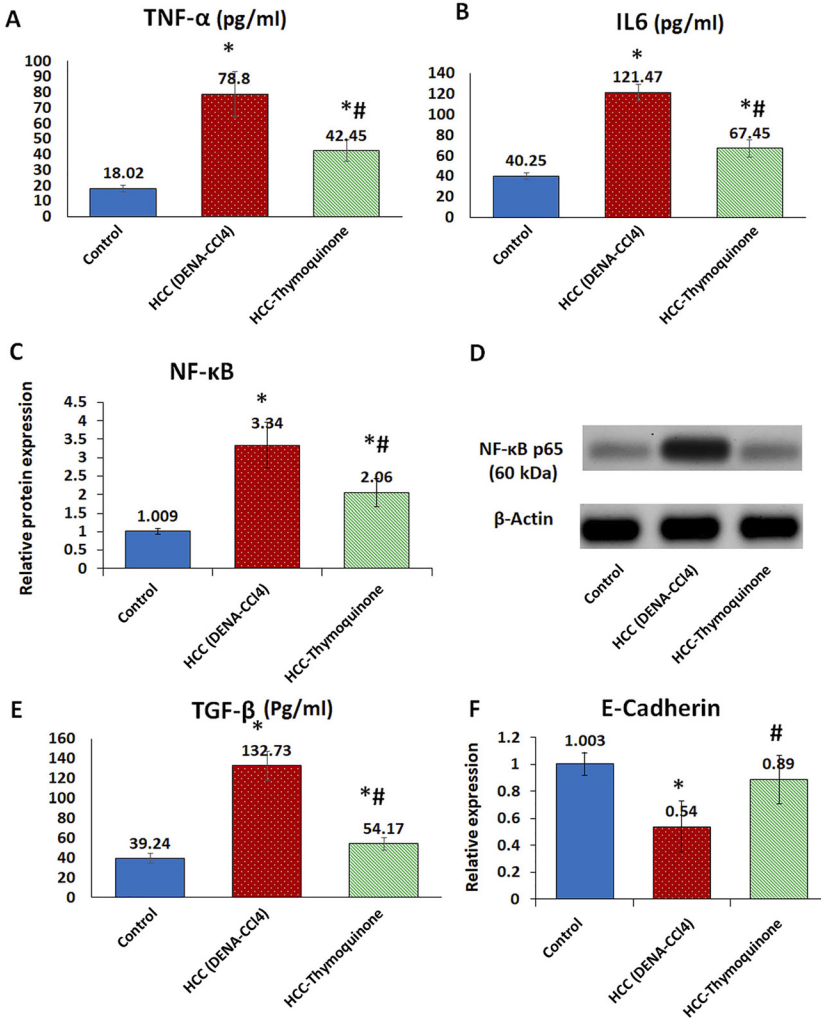 A
TNF-α (pg/ml)
*
78.8
*#
42.45
18.02
100
90
80
70
60
50
40
30
20
10
0
Control
HCC (DENA-CCl4)
HCC-Thymoquinone
B
IL6 (pg/ml)
*
121.47
*#
67.45
40.25
140
120
100
80
60
40
20
0
Control
HCC (DENA-CCl4)
HCC-Thymoquinone
C
NF-κB
Relative protein expression
*
3.34
*#
2.06
1.009
4.5
4
3.5
3
2.5
2
1.5
1
0.5
0
Control
HCC (DENA-CCl4)
HCC-Thymoquinone
D
NF-κB p65
(60 kDa)
β-Actin
Control
HCC (DENA-CCl4)
HCC-Thymoquinone
E
TGF-β (Pg/ml)
*
132.73
*#
54.17
39.24
160
140
120
100
80
60
40
20
0
Control
HCC (DENA-CCl4)
HCC-Thymoquinone
F
E-Cadherin
Relative expression
1.003
*
0.54
#
0.89
1.2
1
0.8
0.6
0.4
0.2
0
Control
HCC (DENA-CCl4)
HCC-Thymoquinone